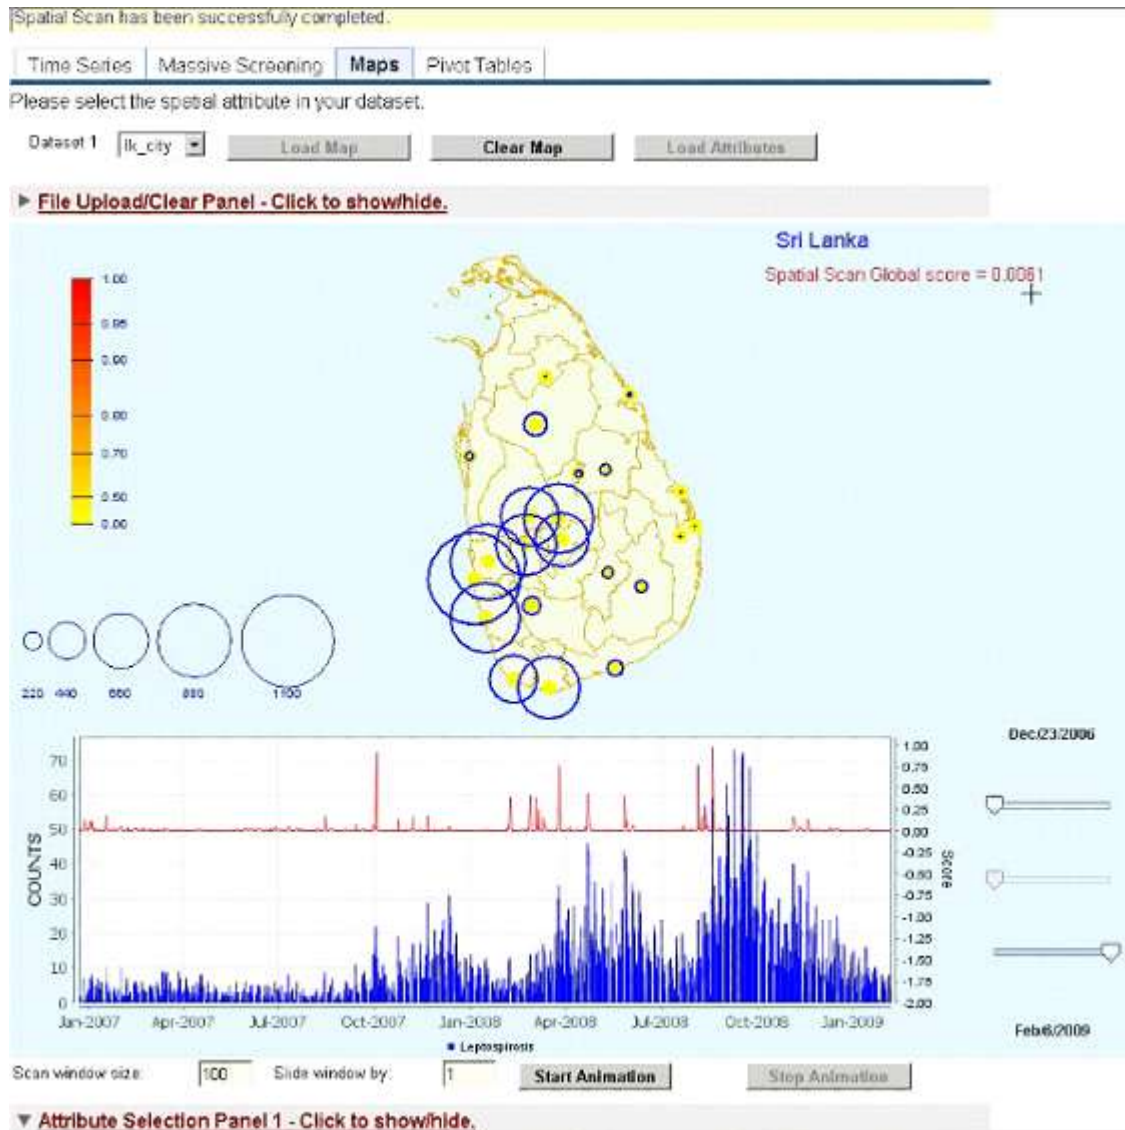 Spatial Scan has been successfully completed.
Time Series Massive Screening Maps Pivot Tables
Please select the spatial attribute in your dataset.
Dataset 1 lk_city Load Map Clear Map Load Attributes
File Upload/Clear Panel - Click to show/hide.
Sri Lanka
Spatial Scan Global score = 0.0061
1.00
0.95
0.90
0.80
0.70
0.50
0.00
220 440 660 880 1100
Dec/23/2006
COUNTS
70
60
50
40
30
20
10
0
1.00
0.75
0.50
0.25
0.00
-0.25
-0.50
-0.75
-1.00
-1.25
-1.50
-1.75
-2.00
Score
Jan-2007 Apr-2007 Jul-2007 Oct-2007 Jan-2008 Apr-2008 Jul-2008 Oct-2008 Jan-2009
Feb/6/2009
Leptospirosis
Scan window size: 100 Slide window by: 1 Start Animation Stop Animation
Attribute Selection Panel 1 - Click to show/hide.